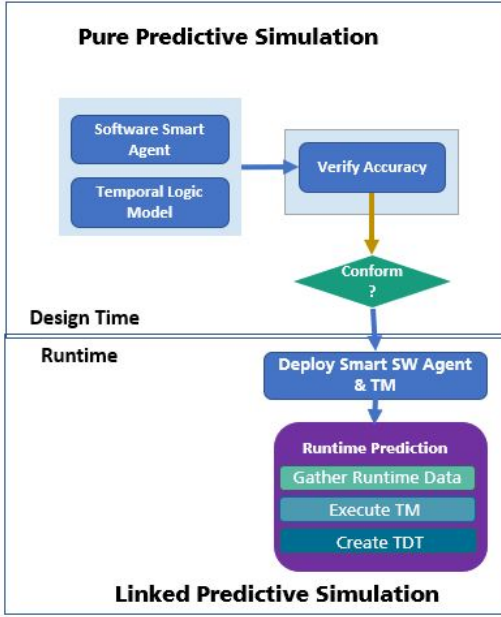 Pure Predictive Simulation
Software Smart
Agent
Temporal Logic
Model
Verify Accuracy
Conform
?
Design Time
Runtime
Deploy Smart SW Agent
& TM
Runtime Prediction
Gather Runtime Data
Execute TM
Create TDT
Linked Predictive Simulation